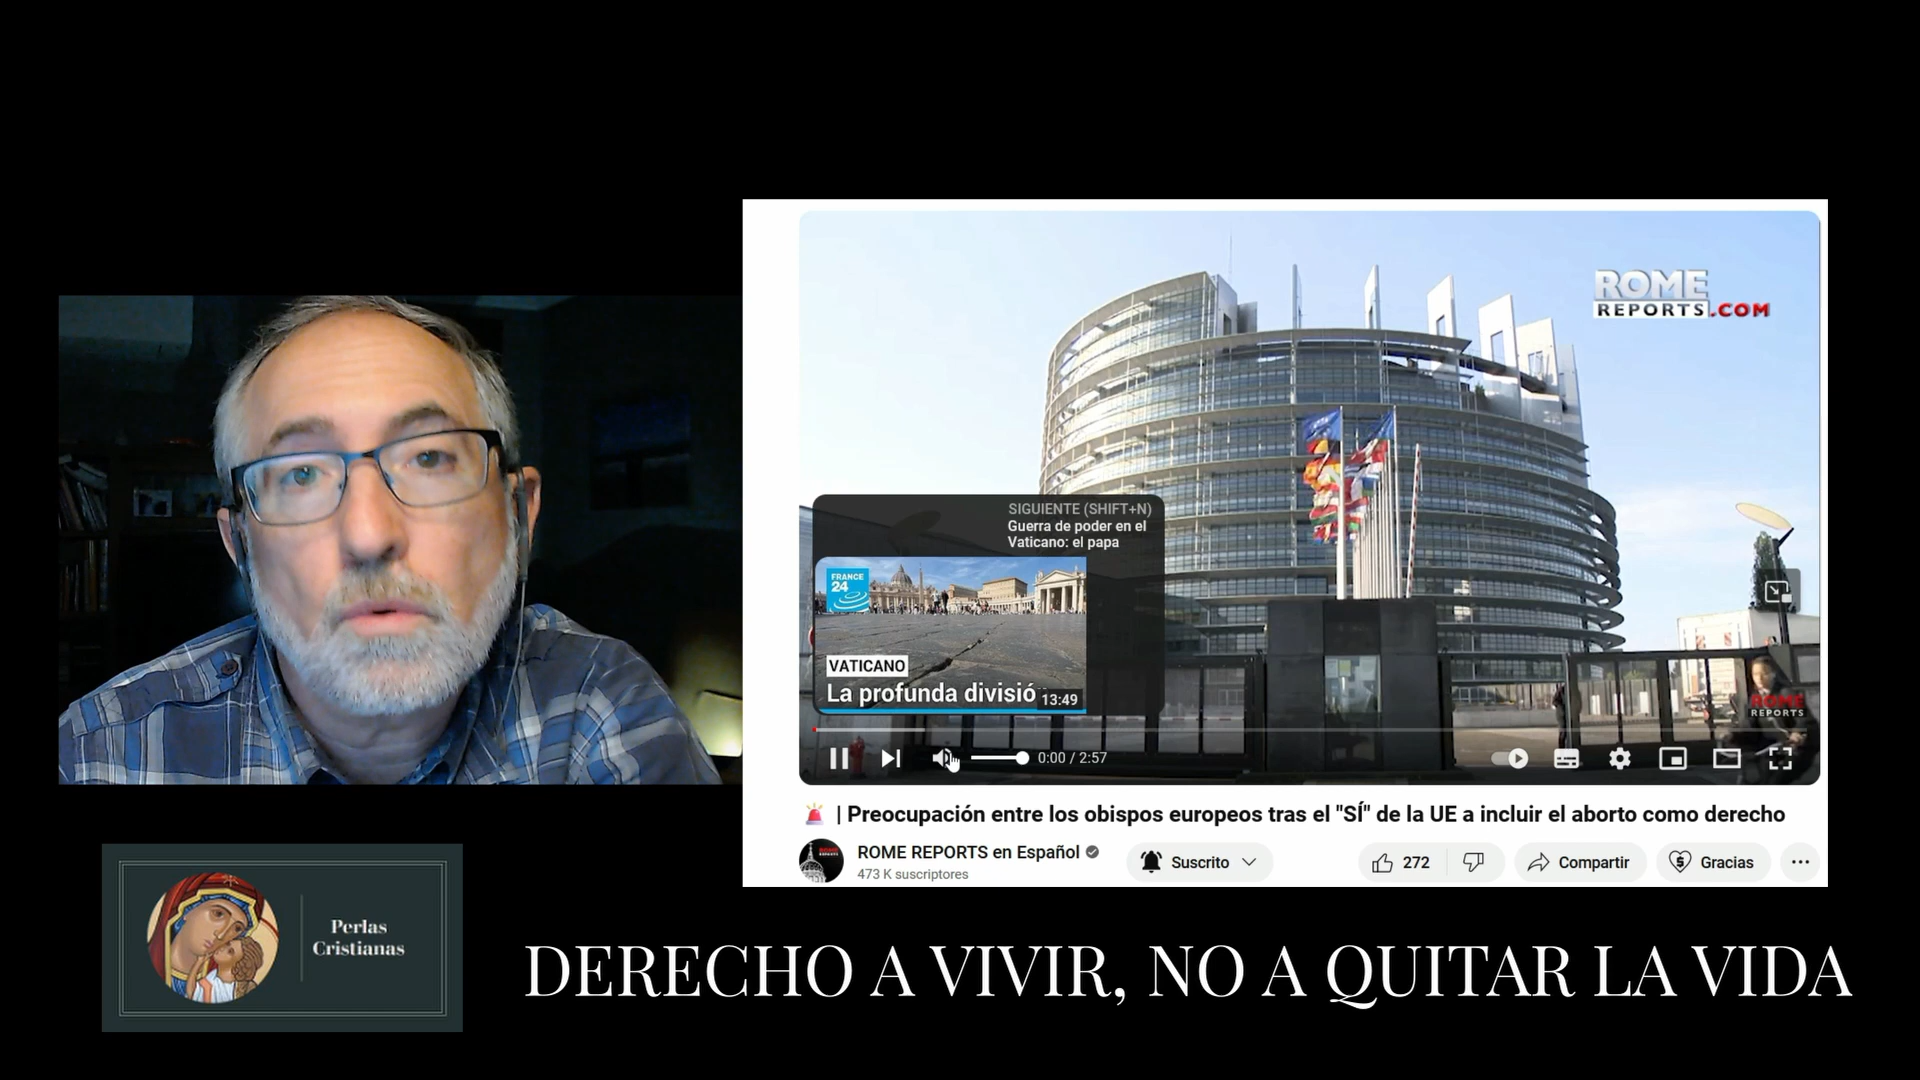 ROME
REPORTS.COM
SIGUIENTE (SHIFT+N)
Guerra de poder en el
Vaticano: el papa
FRANCE
24
VATICANO
La profunda divisió
13:49
ROME
REPORTS
0:00 / 2:57
| Preocupación entre los obispos europeos tras el "SÍ" de la UE a incluir el aborto como derecho
ROME REPORTS en Español
473 K suscriptores
Suscrito
272
Compartir
Gracias
Perlas
Cristianas
DERECHO A VIVIR, NO A QUITAR LA VIDA